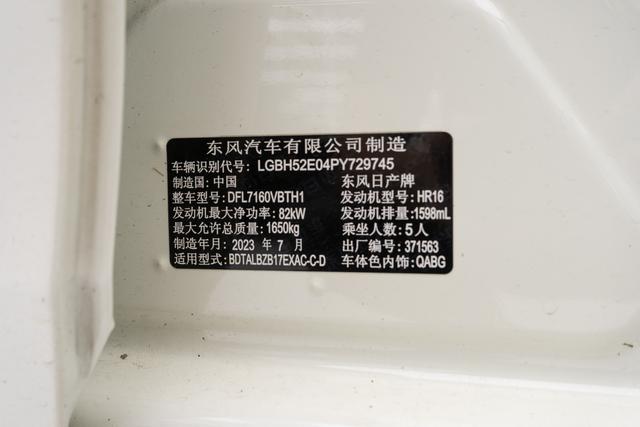 东风汽车有限公司制造
车辆识别代号: LGBH52E04PY729745
制造国: 中国 东风日产牌
整车型号: DFL7160VBTH1 发动机型号: HR16
发动机最大净功率: 82kW 发动机排量: 1598mL
最大允许总质量: 1650kg 乘坐人数: 5人
制造年月: 2023 年 7 月 出厂编号: 371563
适用型式: BDTALBZB17EXAC-C-D 车体色内饰: QABG